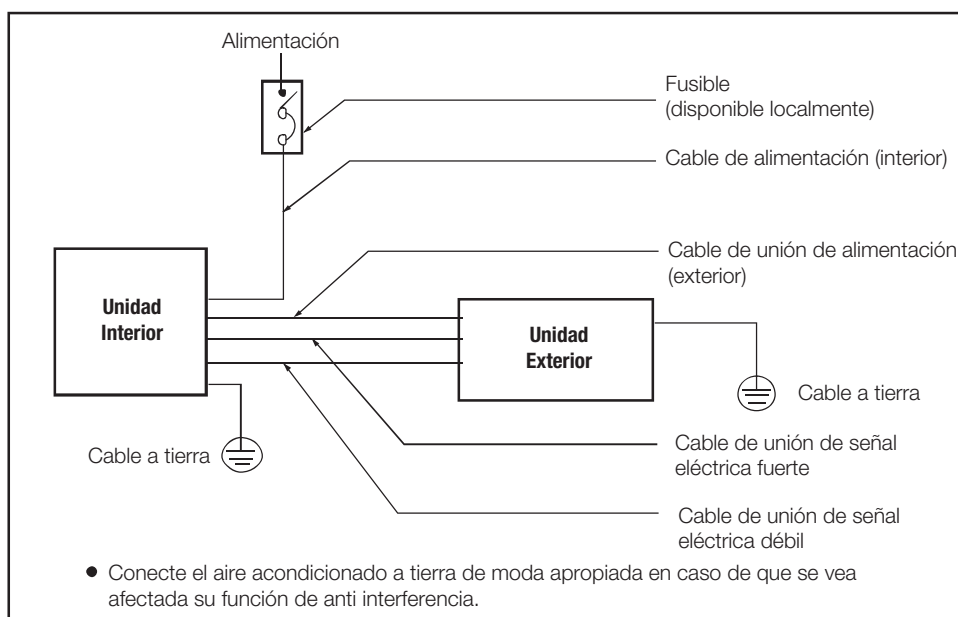 Alimentación
Fusible
(disponible localmente)
Cable de alimentación (interior)
Cable de unión de alimentación
(exterior)
Unidad
Interior
Unidad
Exterior
Cable a tierra
Cable a tierra
Cable de unión de señal
eléctrica fuerte
Cable de unión de señal
eléctrica débil
● Conecte el aire acondicionado a tierra de moda apropiada en caso de que se vea
afectada su función de anti interferencia.